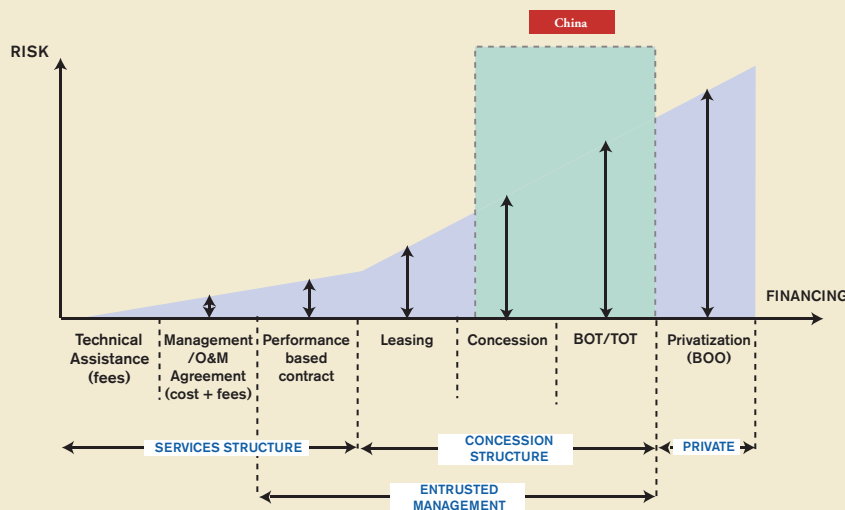 China
RISK
FINANCING
Technical
Assistance
(fees)
Management
/O&M
Agreement
(cost + fees)
Performance
based
contract
Leasing
Concession
BOT/TOT
Privatization
(BOO)
SERVICES STRUCTURE
CONCESSION
STRUCTURE
PRIVATE
ENTRUSTED
MANAGEMENT